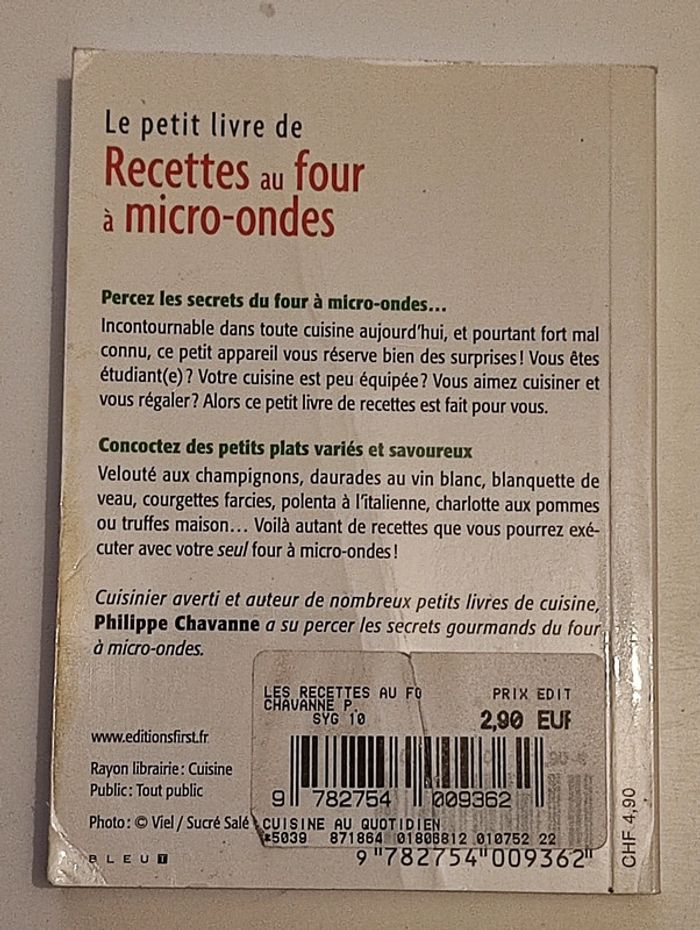 Le petit livre de
Recettes au four
à micro-ondes
Percez les secrets du four à micro-ondes...
Incontournable dans toute cuisine aujourd'hui, et pourtant fort mal
connu, ce petit appareil vous réserve bien des surprises! Vous êtes
étudiant(e)? Votre cuisine est peu équipée? Vous aimez cuisiner et
vous régaler? Alors ce petit livre de recettes est fait pour vous.
Concoctez des petits plats variés et savoureux
Velouté aux champignons, daurades au vin blanc, blanquette de
veau, courgettes farcies, polenta à l'italienne, charlotte aux pommes
ou truffes maison... Voilà autant de recettes que vous pourrez exé-
cuter avec votre seul four à micro-ondes!
Cuisinier averti et auteur de nombreux petits livres de cuisine,
Philippe Chavanne a su percer les secrets gourmands du four
à micro-ondes.
LES RECETTES AU FO PRIX EDIT
CHAVANNE P.
SYG 10 2,90 EUR
www.editionsfirst.fr
Rayon librairie: Cuisine
Public: Tout public
9 782754 009362
Photo: © Viel / Sucré Salé
CUISINE AU QUOTIDIEN
*5039 871864 01806812 010752 22
BLEUT
9"782754"009362"
CHF 4,90